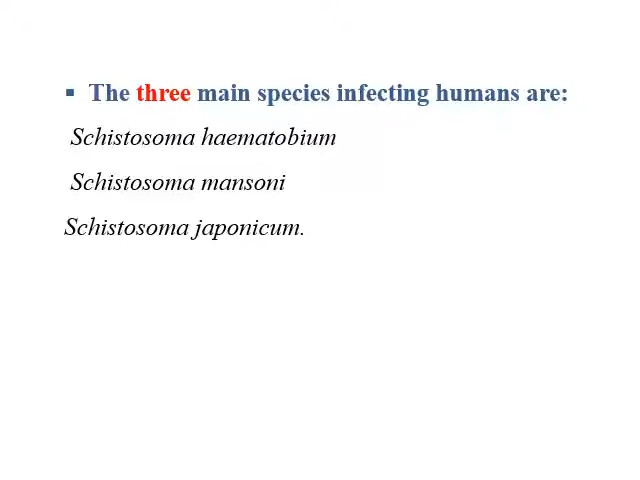 ▪ The three main species infecting humans are:
Schistosoma haematobium
Schistosoma mansoni
Schistosoma japonicum.